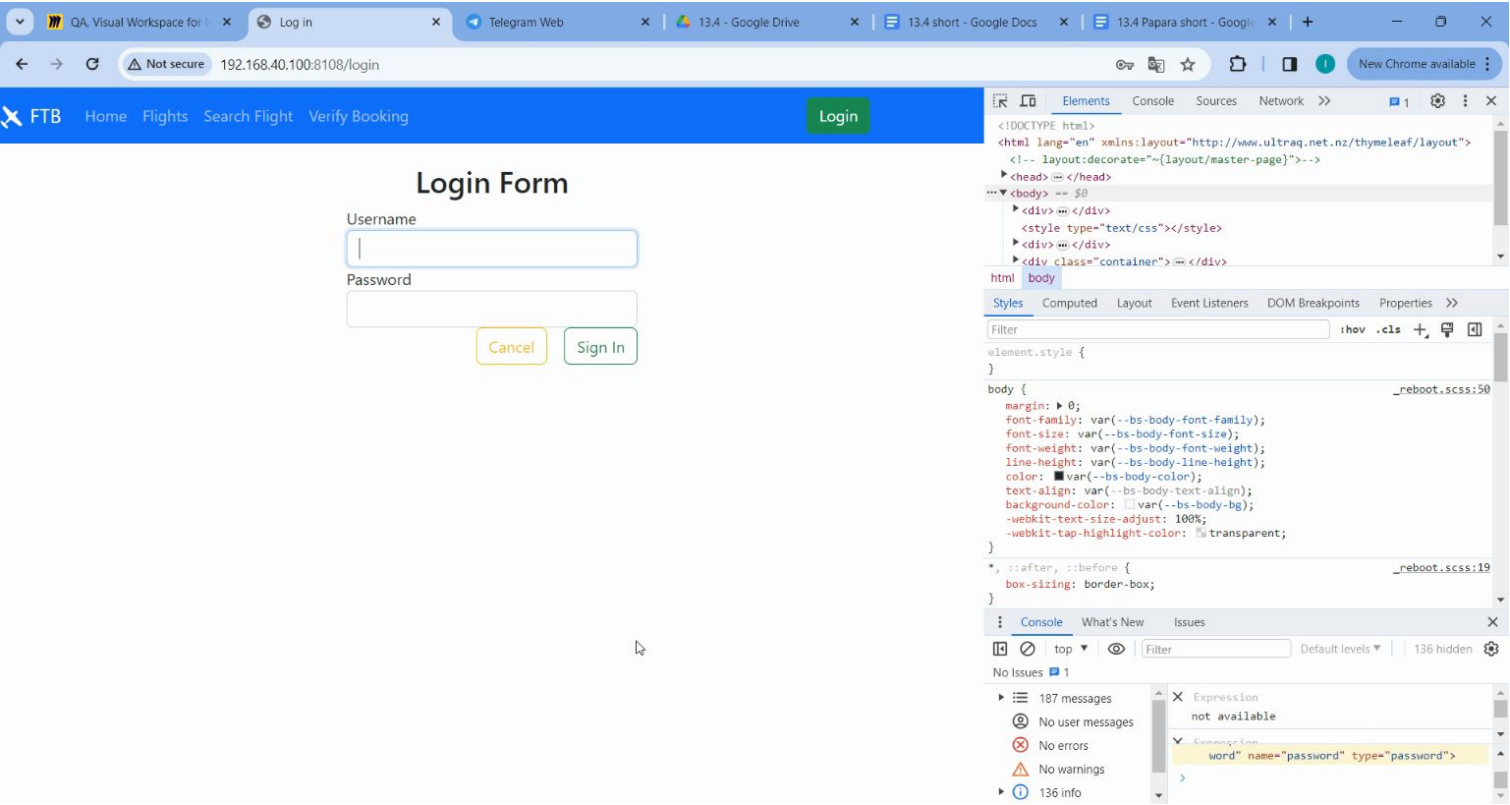 QA, Visual Workspace for
Log in
Telegram Web
13.4 - Google Drive
13.4 short - Google Docs
13.4 Papara short - Google
Not secure 192.168.40.100:8108/login
New Chrome available
FTB Home Flights Search Flight Verify Booking Login
Login Form
Username
Password
Cancel Sign In
Elements Console Sources Network 1
<!DOCTYPE html>
<html lang="en" xmlns:layout="http://www.ultraq.net.nz/thymeleaf/layout">
<!-- layout:decorate="~{layout/master-page}">-->
<head> </head>
<body> == $0
<div> </div>
<style type="text/css"></style>
<div> </div>
<div class="container"> </div>
html body
Styles Computed Layout Event Listeners DOM Breakpoints Properties
Filter :hov .cls
element.style {
}
body { _reboot.scss:50
margin: 0;
font-family: var(--bs-body-font-family);
font-size: var(--bs-body-font-size);
font-weight: var(--bs-body-font-weight);
line-height: var(--bs-body-line-height);
color: var(--bs-body-color);
text-align: var(--bs-body-text-align);
background-color: var(--bs-body-bg);
-webkit-text-size-adjust: 100%;
-webkit-tap-highlight-color: transparent;
}
*, ::after, ::before { _reboot.scss:19
box-sizing: border-box;
}
Console What's New Issues
top Filter Default levels 136 hidden
No Issues 1
187 messages
No user messages
No errors
No warnings
136 info
Expression
not available
Expression
word" name="password" type="password">